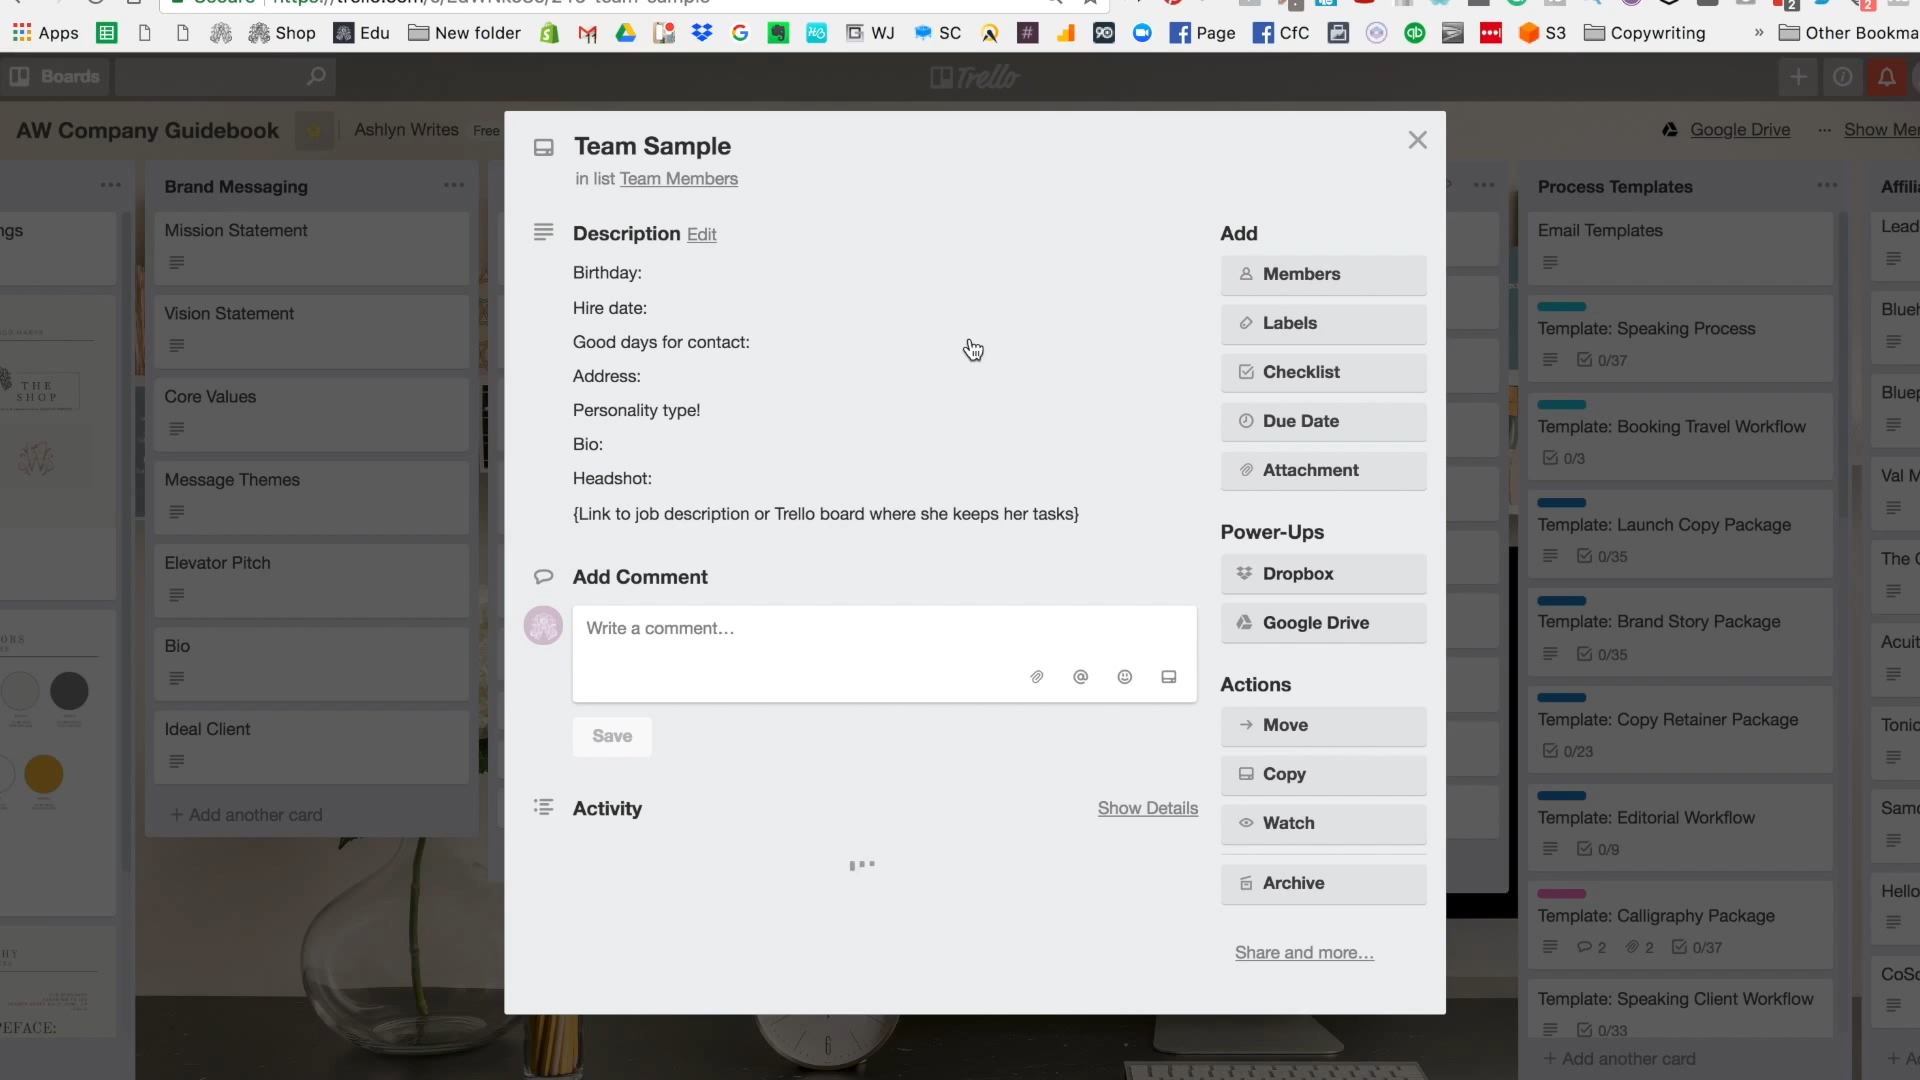 Apps
Shop
Edu
New folder
WJ
SC
Page
CfC
S3
Copywriting
»
Other Bookma
Boards
Trello
AW Company Guidebook
Ashlyn Writes
Free
Google Drive
Show Me
Brand Messaging
Mission Statement
Vision Statement
Core Values
Message Themes
Elevator Pitch
Bio
Ideal Client
+ Add another card
THE
SHOP
Team Sample
in list Team Members
Description Edit
Birthday:
Hire date:
Good days for contact:
Address:
Personality type!
Bio:
Headshot:
{Link to job description or Trello board where she keeps her tasks}
Add Comment
Write a comment…
Save
Activity
Show Details
Add
Members
Labels
Checklist
Due Date
Attachment
Power-Ups
Dropbox
Google Drive
Actions
Move
Copy
Watch
Archive
Share and more…
Process Templates
Email Templates
Template: Speaking Process
0/37
Template: Booking Travel Workflow
0/3
Template: Launch Copy Package
0/35
Template: Brand Story Package
0/35
Template: Copy Retainer Package
0/23
Template: Editorial Workflow
0/9
Template: Calligraphy Package
2 2 0/37
Template: Speaking Client Workflow
0/33
+ Add another card
Affilia
Lead
Blueh
Bluep
Val M
The C
Acuit
Tonic
Samc
Hello
CoSc